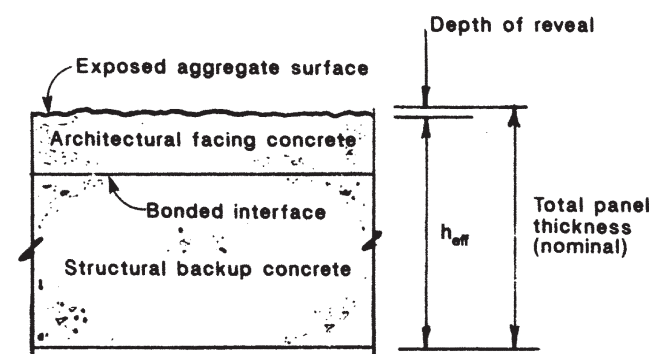 Depth of reveal
Exposed aggregate surface
Architectural facing concrete
Bonded interface
Structural backup concrete
heff
Total panel
thickness
(nominal)